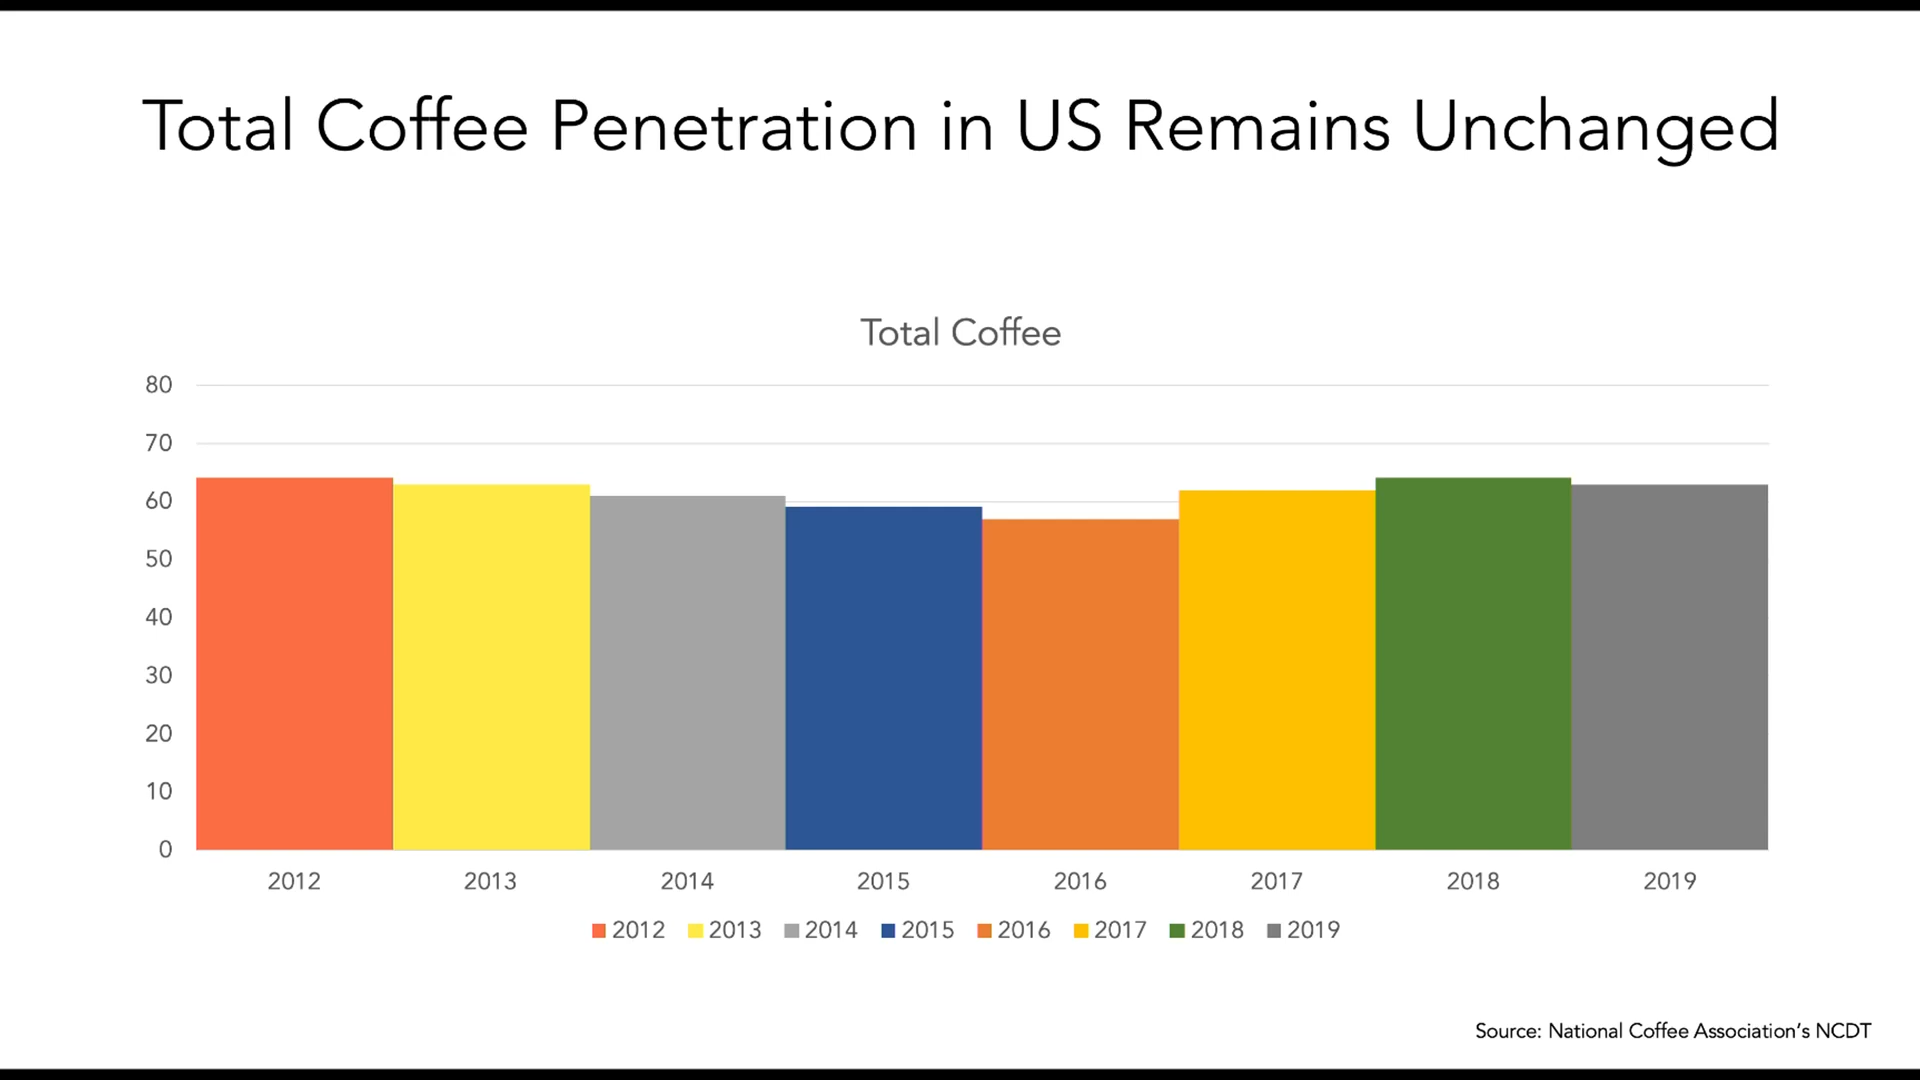 Total Coffee Penetration in US Remains Unchanged
Total Coffee
80
70
60
50
40
30
20
10
0
2012 2013 2014 2015 2016 2017 2018 2019
2012 2013 2014 2015 2016 2017 2018 2019
Source: National Coffee Association's NCDT